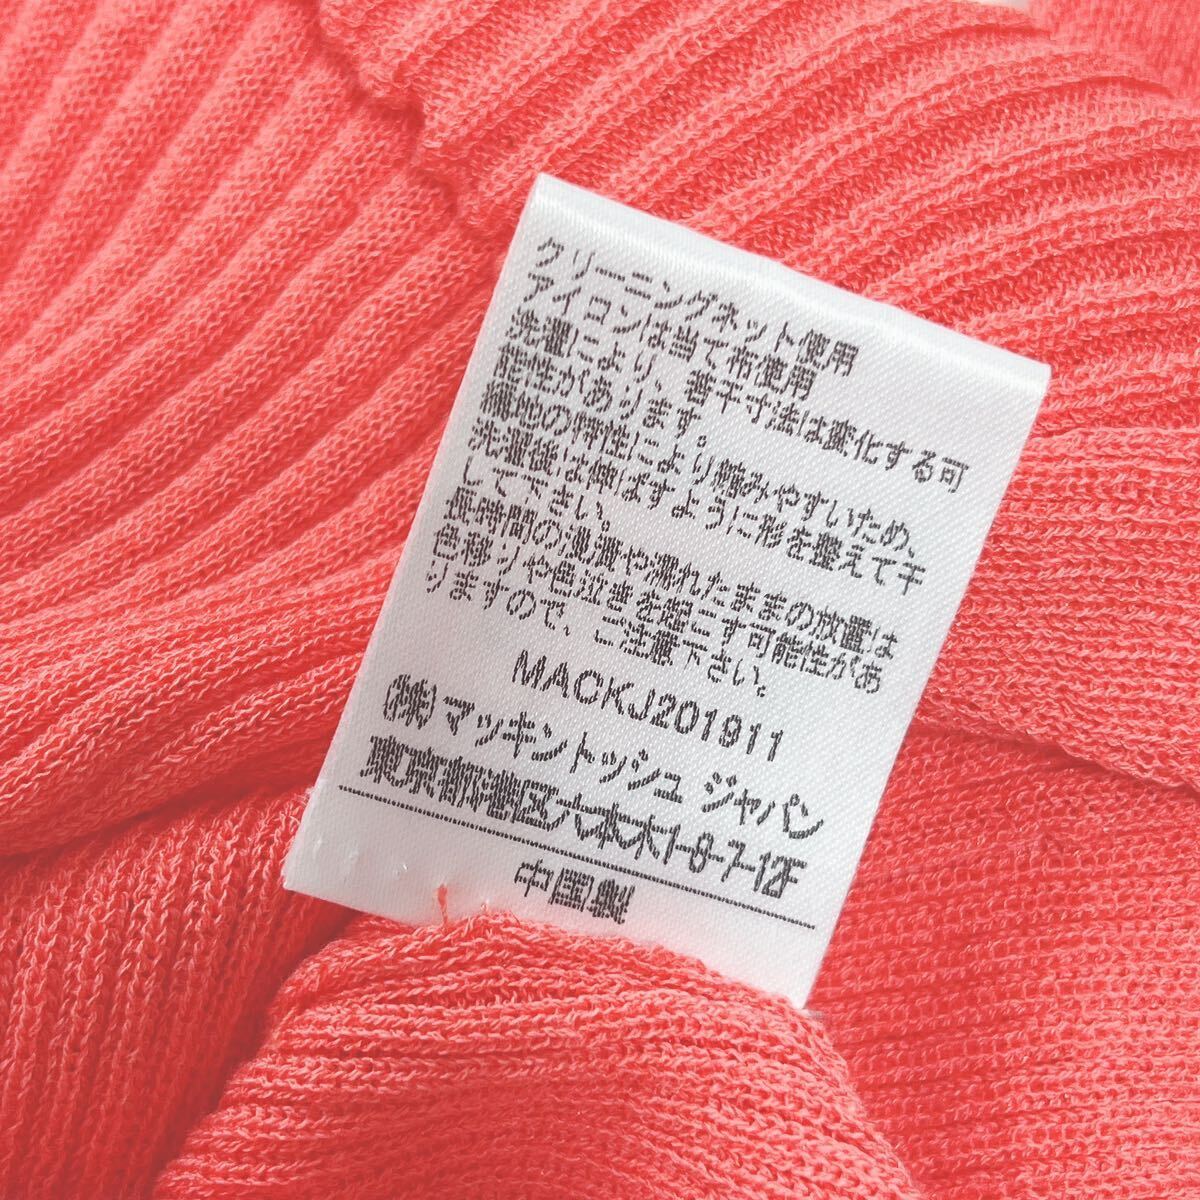 クリーニングネット使用
アイロンは当て布使用
洗濯により、若干寸法は変化する可
能性があります。
編地の特性により縮みやすいため、
洗濯後は伸ばすように形を整えて干
して下さい。
長時間の浸漬や濡れたままの放置は
色移りや色泣きを起こす可能性があ
りますので、ご注意下さい。
MACKJ201911
(株)マッキントッシュ ジャパン
東京都港区六本木1-8-7-12F
中国製